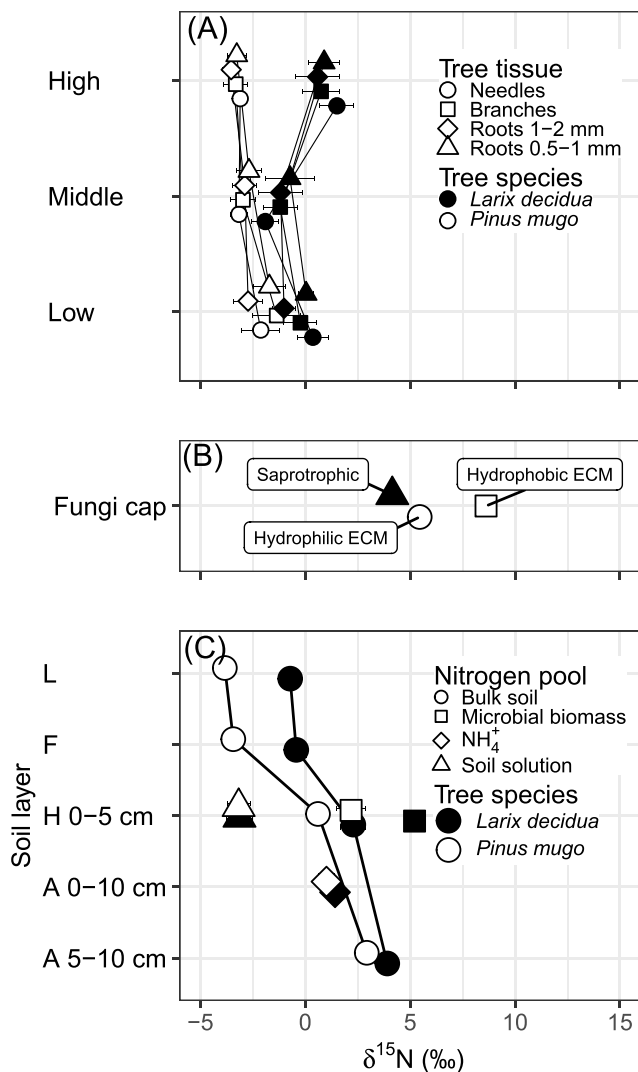 (A)
High
Middle
Low
Tree tissue
Needles
Branches
Roots 1−2 mm
Roots 0.5−1 mm
Tree species
Larix decidua
Pinus mugo
(B)
Fungi cap
Saprotrophic
Hydrophobic ECM
Hydrophilic ECM
(C)
Soil layer
L
F
H 0−5 cm
A 0−10 cm
A 5−10 cm
Nitrogen pool
Bulk soil
Microbial biomass
NH₄⁺
Soil solution
Tree species
Larix decidua
Pinus mugo
−5 0 5 10 15
δ¹⁵N (‰)